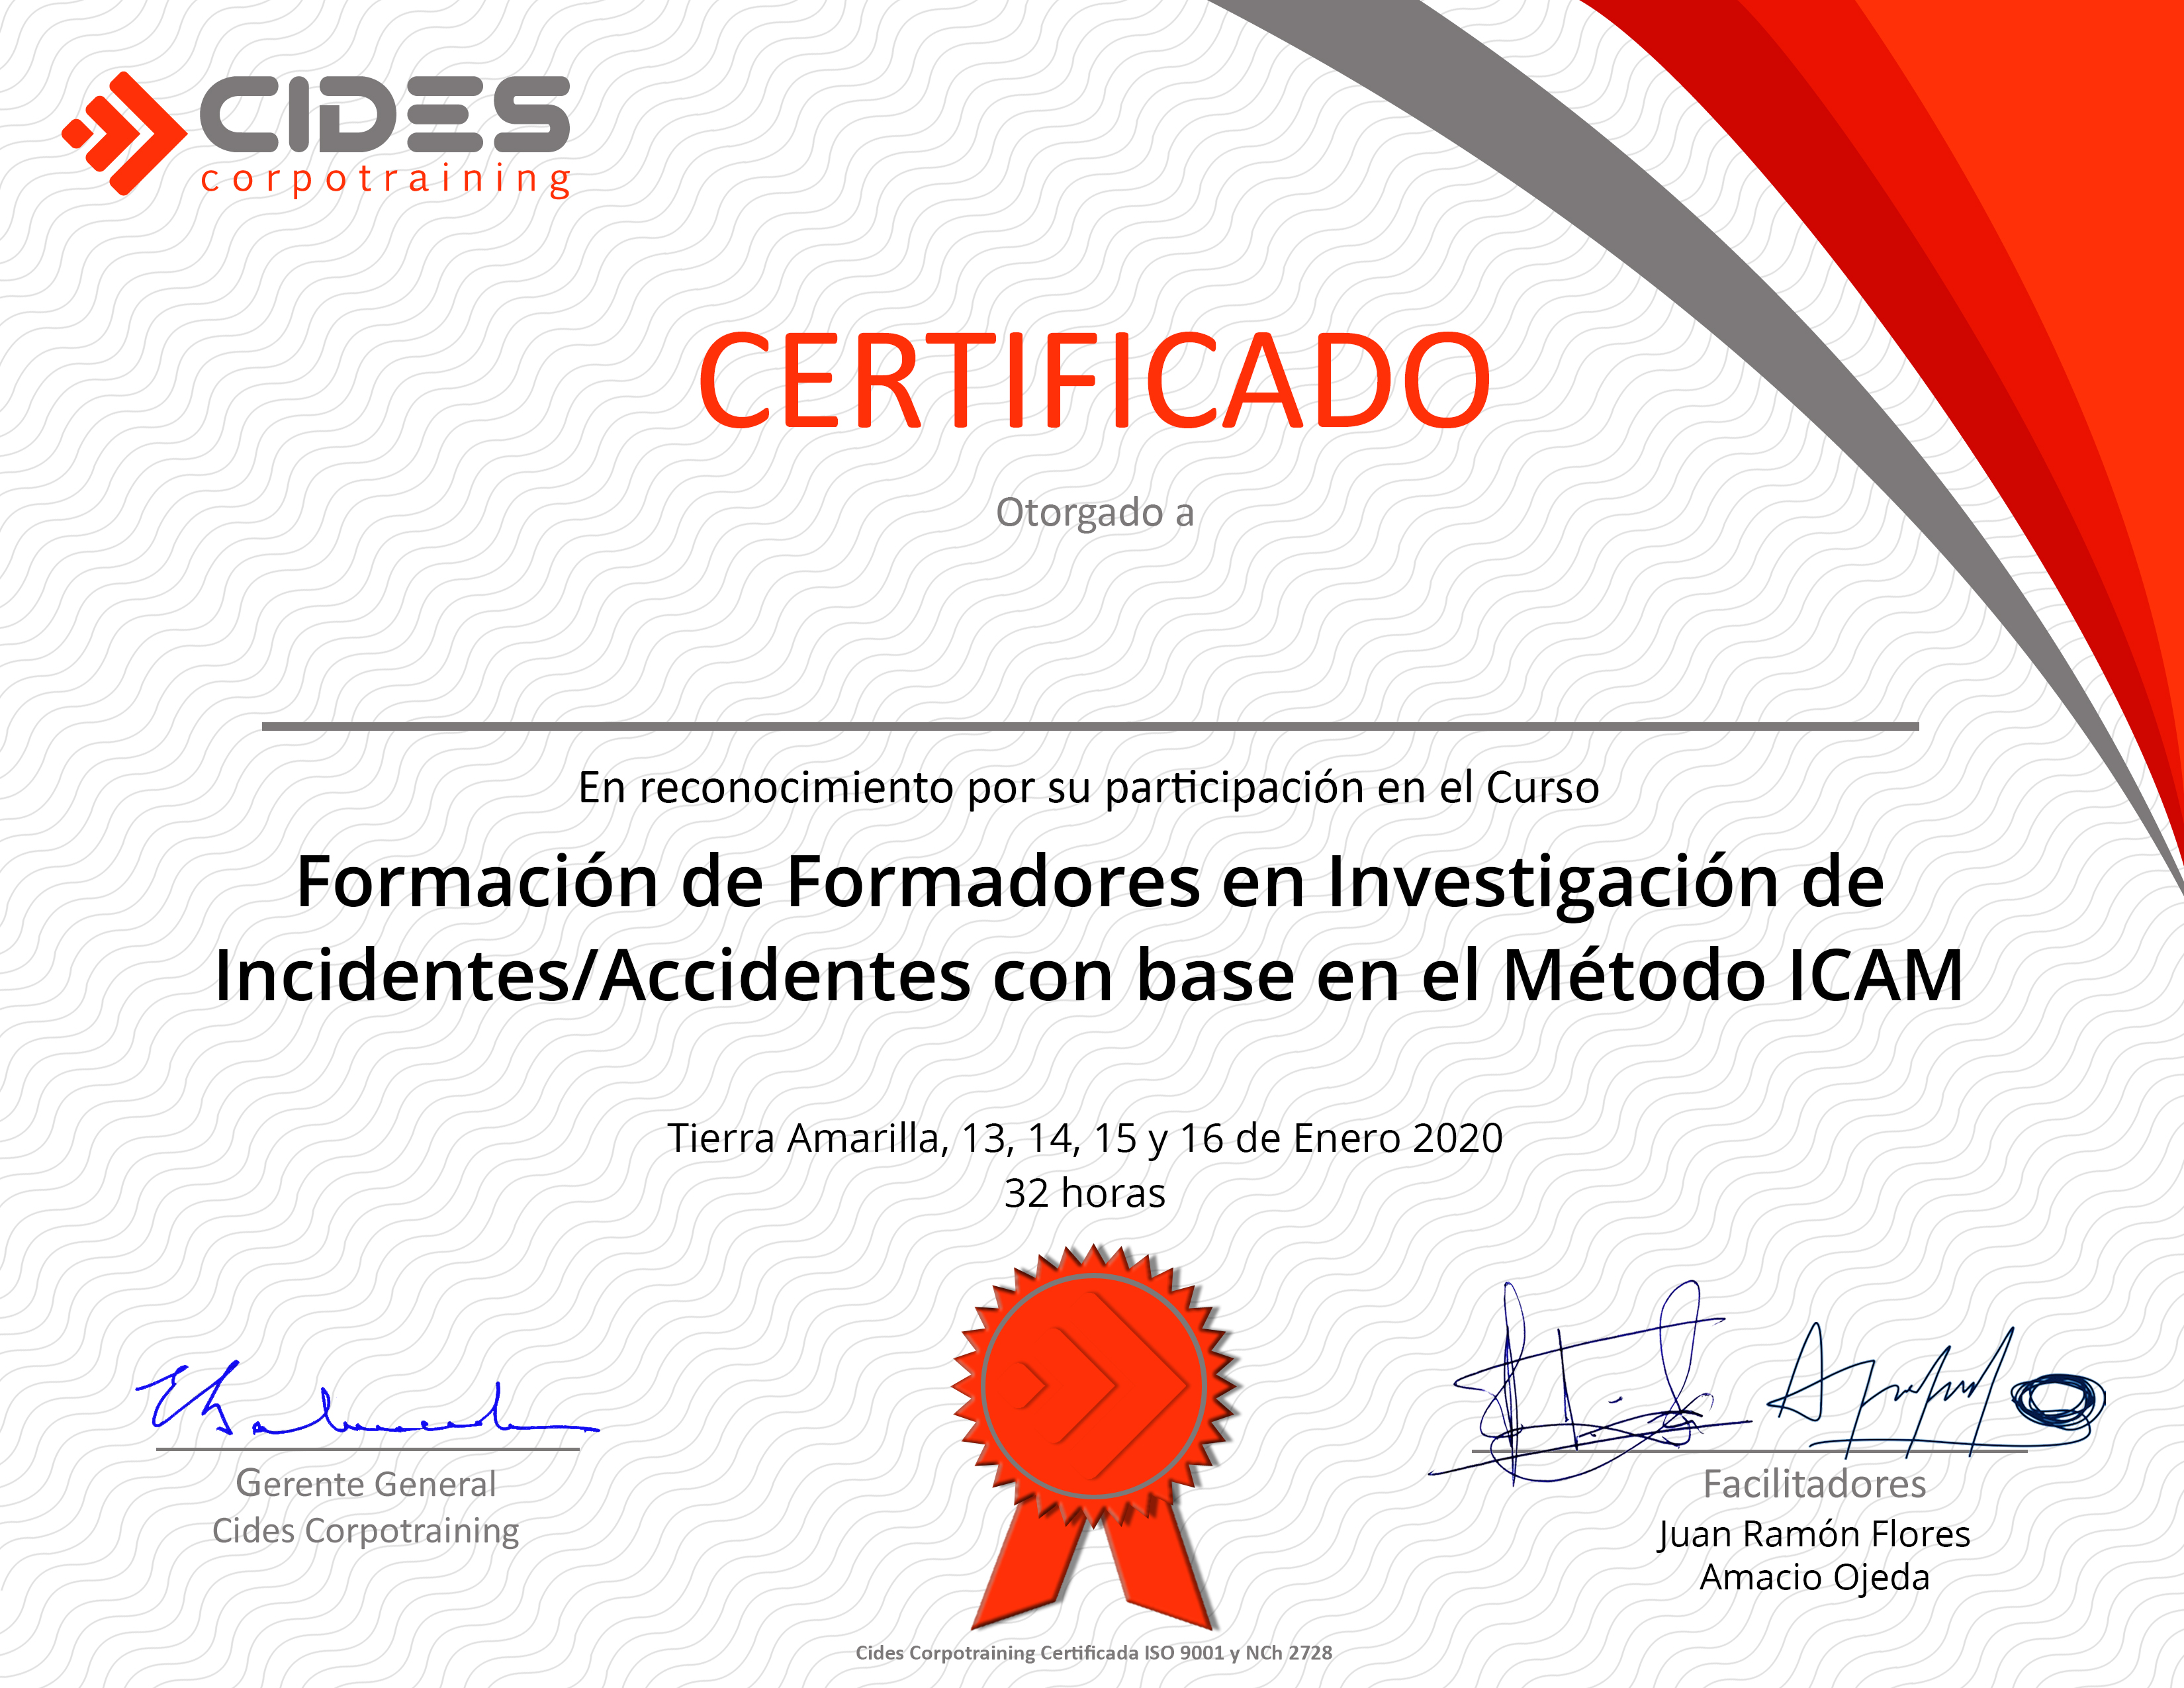 CIDES
corpotraining
CERTIFICADO
Otorgado a
En reconocimiento por su participación en el Curso
Formación de Formadores en Investigación de
Incidentes/Accidentes con base en el Método ICAM
Tierra Amarilla, 13, 14, 15 y 16 de Enero 2020
32 horas
Gerente General
Cides Corpotraining
Facilitadores
Juan Ramón Flores
Amacio Ojeda
Cides Corpotraining Certificada ISO 9001 y NCh 2728